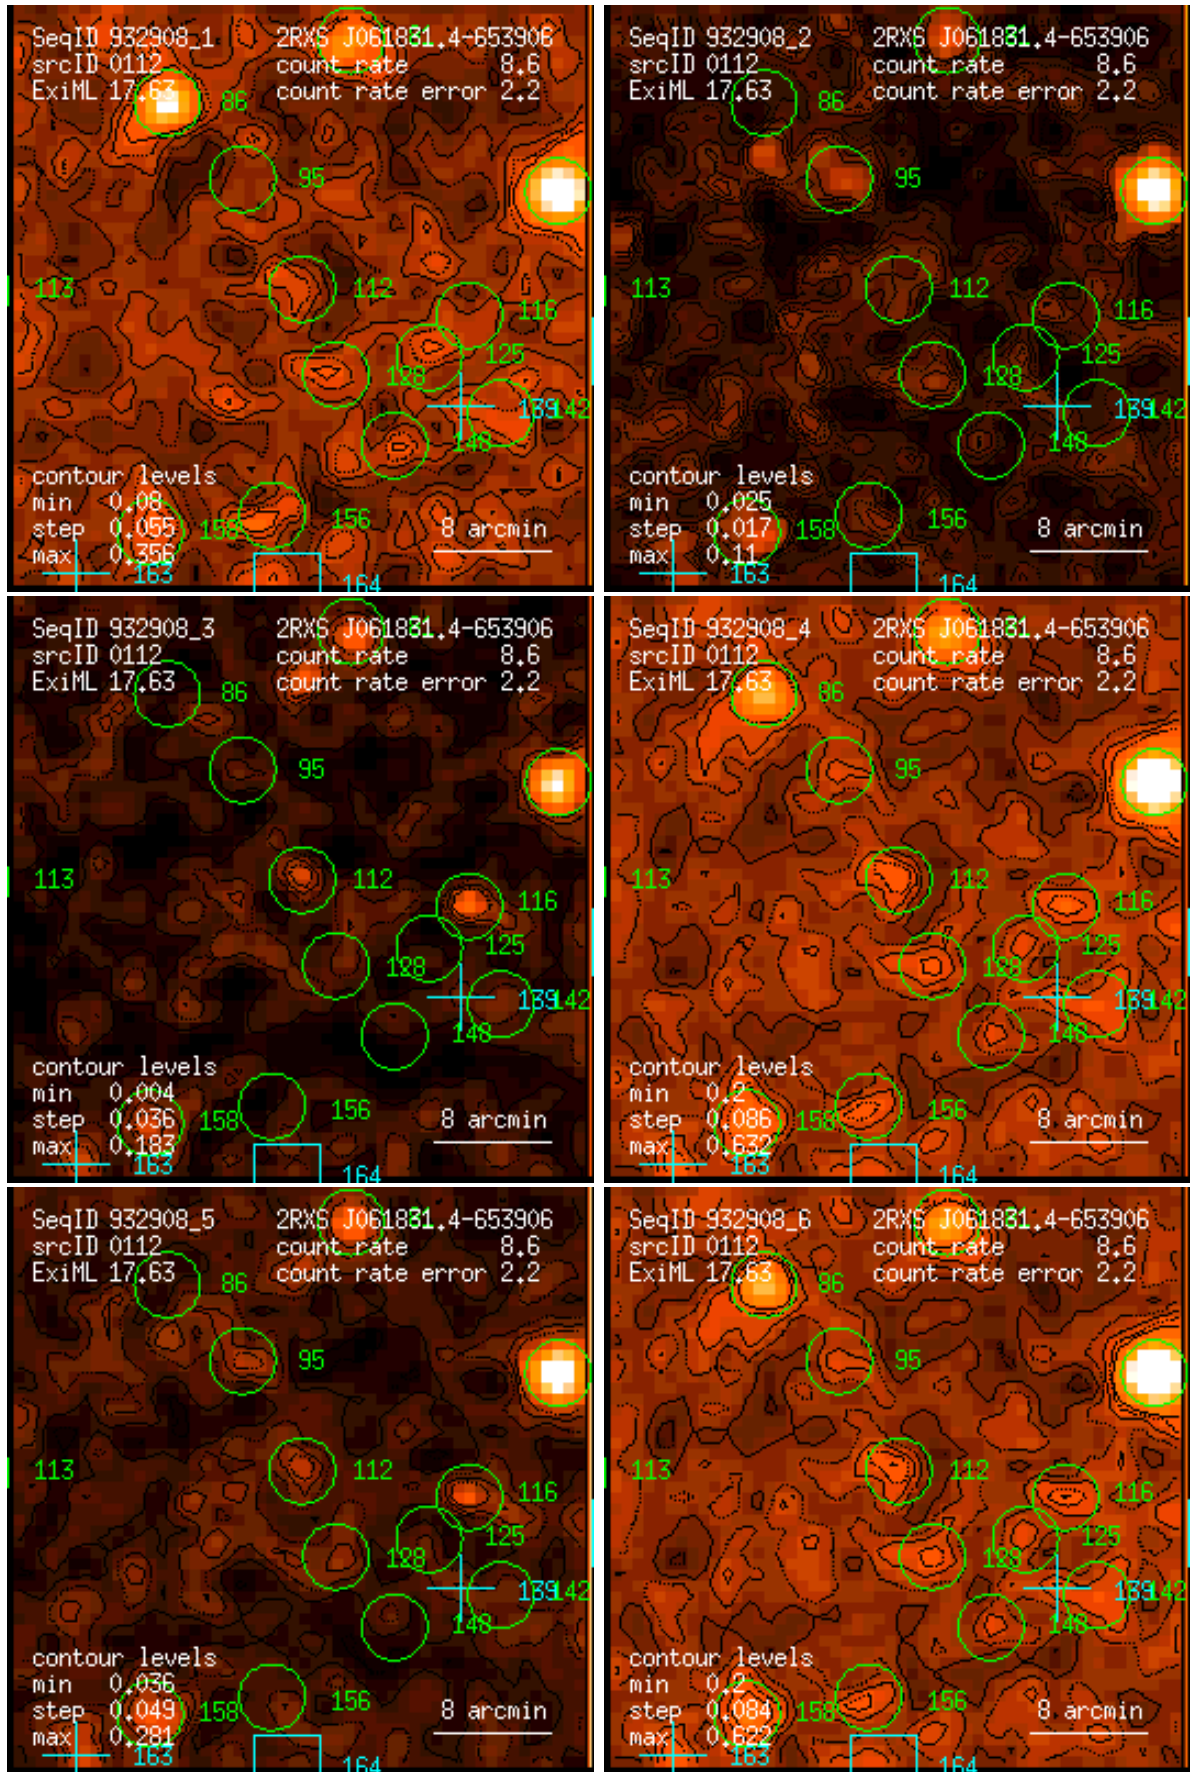 SeqID 932908_1 2RXS J061831.4-653906
srcID 0112 count rate 8.6
ExiML 17.63 count rate error 2.2
86
95
113 112
116
125
128
139 142
148
contour levels
min 0.08
step 0.055 158 156 8 arcmin
max 0.356
163 164
SeqID 932908_2 2RXS J061831.4-653906
srcID 0112 count rate 8.6
ExiML 17.63 count rate error 2.2
86
95
113 112
116
125
128
139 142
148
contour levels
min 0.025
step 0.017 158 156 8 arcmin
max 0.11
163 164
SeqID 932908_3 2RXS J061831.4-653906
srcID 0112 count rate 8.6
ExiML 17.63 count rate error 2.2
86
95
113 112
116
125
128
139 142
148
contour levels
min 0.004
step 0.036 158 156 8 arcmin
max 0.183
163 164
SeqID 932908_4 2RXS J061831.4-653906
srcID 0112 count rate 8.6
ExiML 17.63 count rate error 2.2
86
95
113 112
116
125
128
139 142
148
contour levels
min 0.2
step 0.086 158 156 8 arcmin
max 0.632
163 164
SeqID 932908_5 2RXS J061831.4-653906
srcID 0112 count rate 8.6
ExiML 17.63 count rate error 2.2
86
95
113 112
116
125
128
139 142
148
contour levels
min 0.036
step 0.049 158 156 8 arcmin
max 0.281
163 164
SeqID 932908_6 2RXS J061831.4-653906
srcID 0112 count rate 8.6
ExiML 17.63 count rate error 2.2
86
95
113 112
116
125
128
139 142
148
contour levels
min 0.2
step 0.084 158 156 8 arcmin
max 0.622
163 164